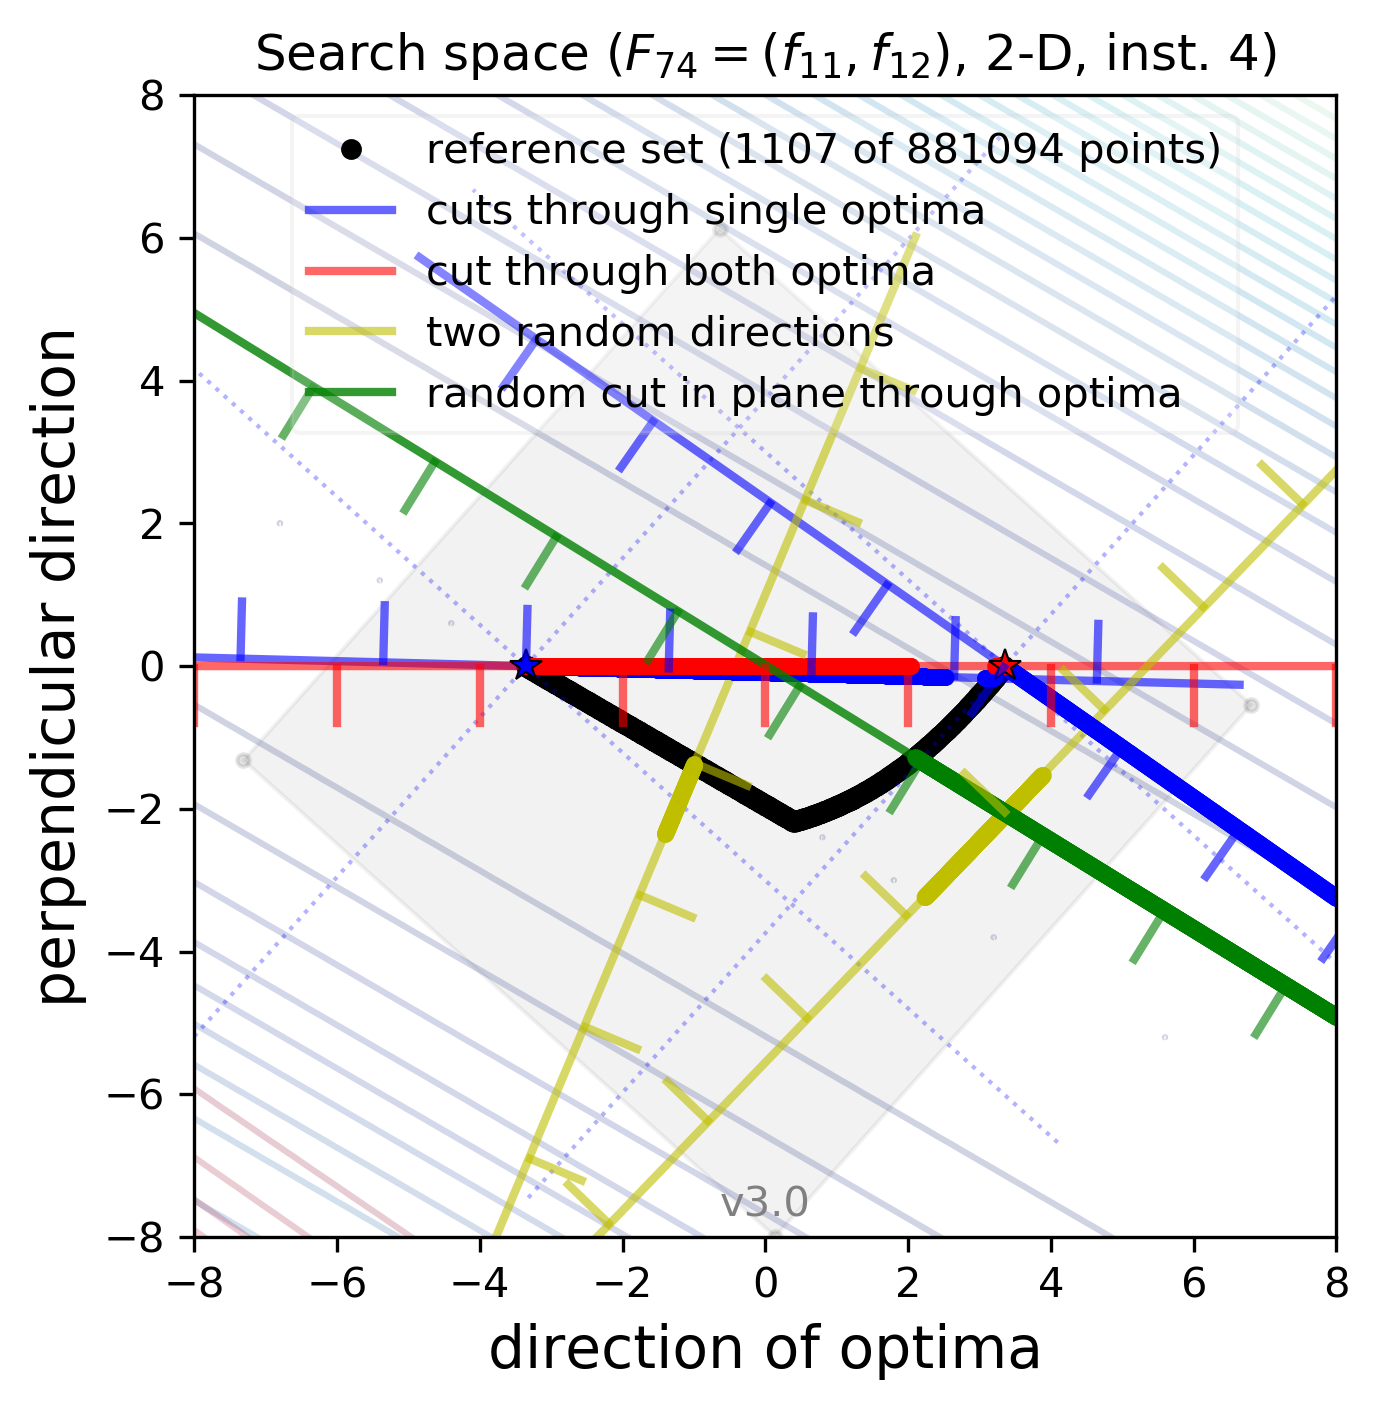 Search space (F₇₄ = (f₁₁, f₁₂), 2-D, inst. 4)
reference set (1107 of 881094 points)
cuts through single optima
cut through both optima
two random directions
random cut in plane through optima
8
6
4
2
0
−2
−4
−6
−8
perpendicular direction
v3.0
−8 −6 −4 −2 0 2 4 6 8
direction of optima